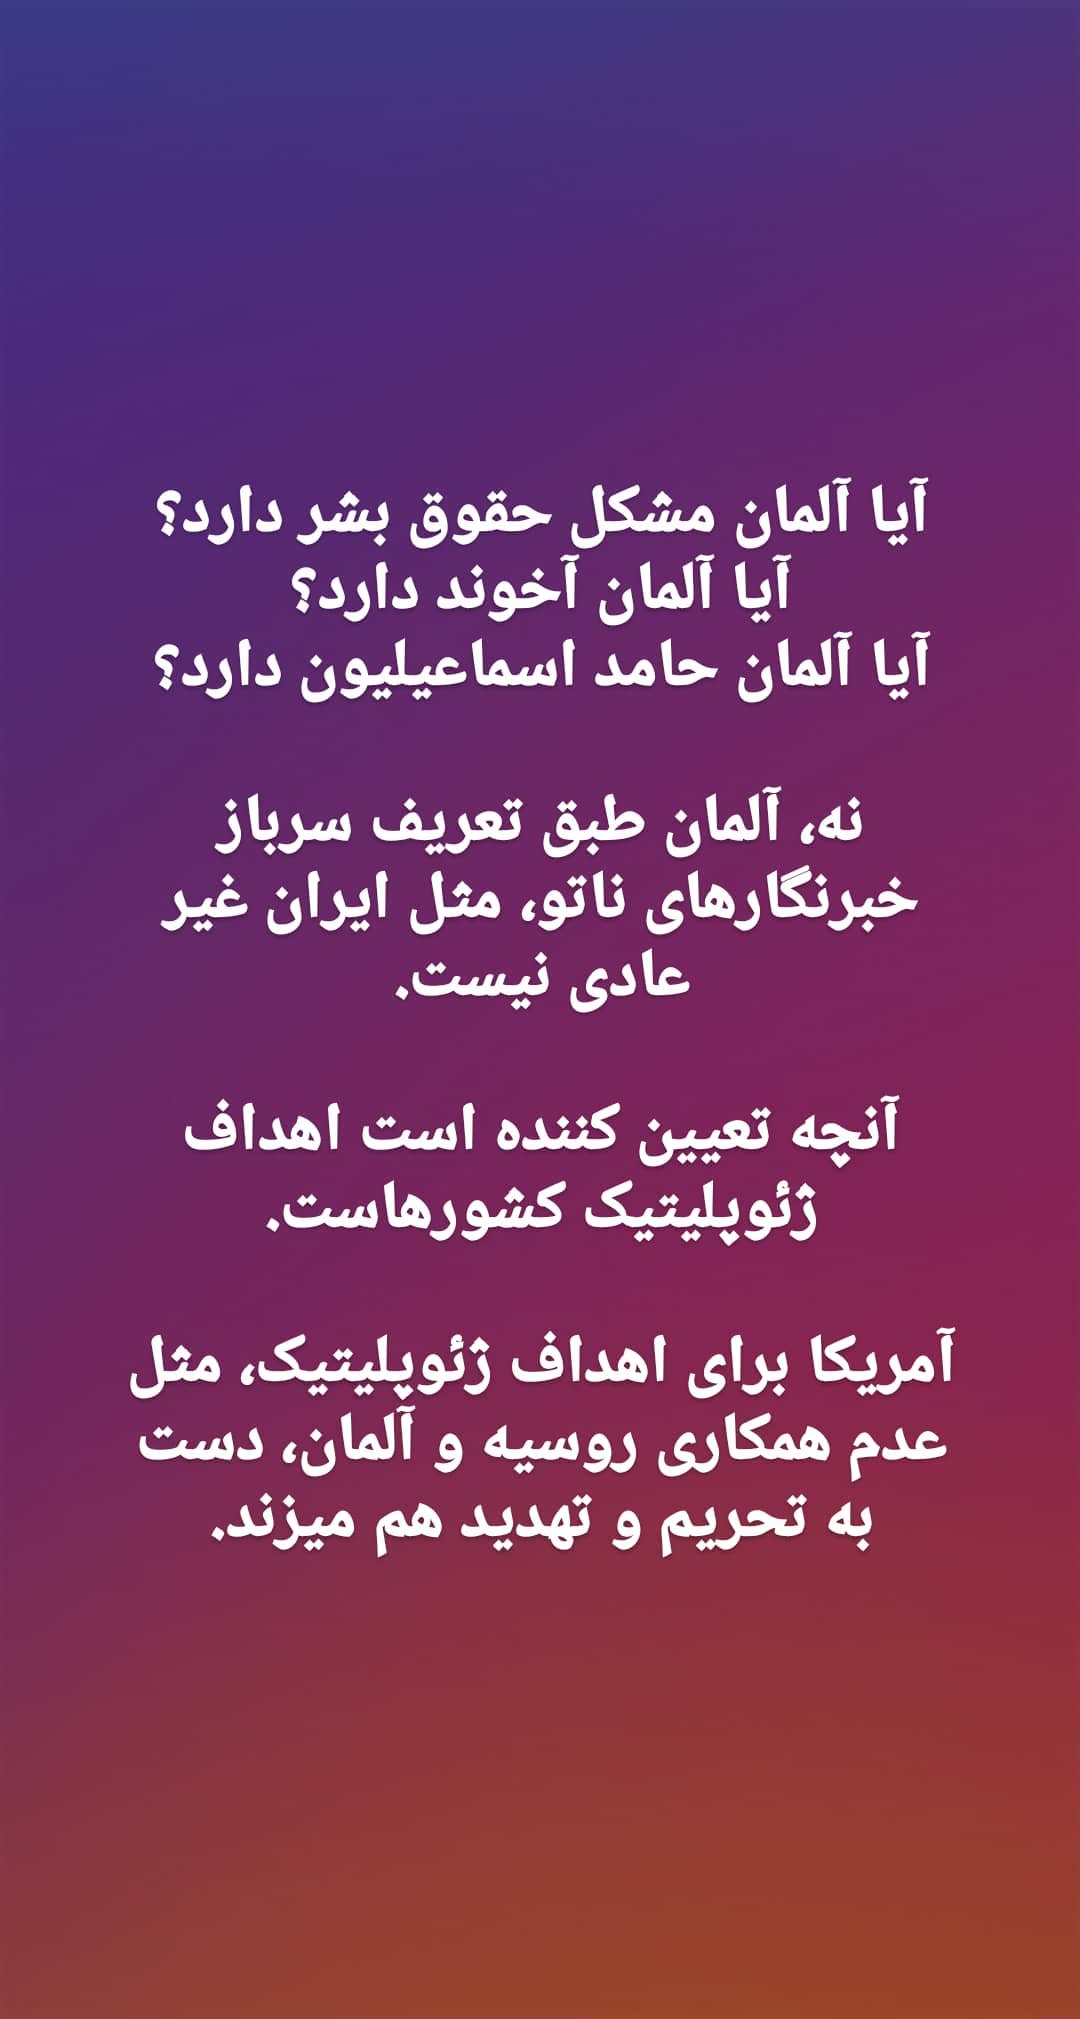 آیا آلمان مشکل حقوق بشر دارد؟
آیا آلمان آخوند دارد؟
آیا آلمان حامد اسماعیلیون دارد؟
نه، آلمان طبق تعریف سرباز
خبرنگارهای ناتو، مثل ایران غیر
عادی نیست.
آنچه تعیین کننده است اهداف
ژئوپلیتیک کشورهاست.
آمریکا برای اهداف ژئوپلیتیک، مثل
عدم همکاری روسیه و آلمان، دست
به تحریم و تهدید هم میزند.